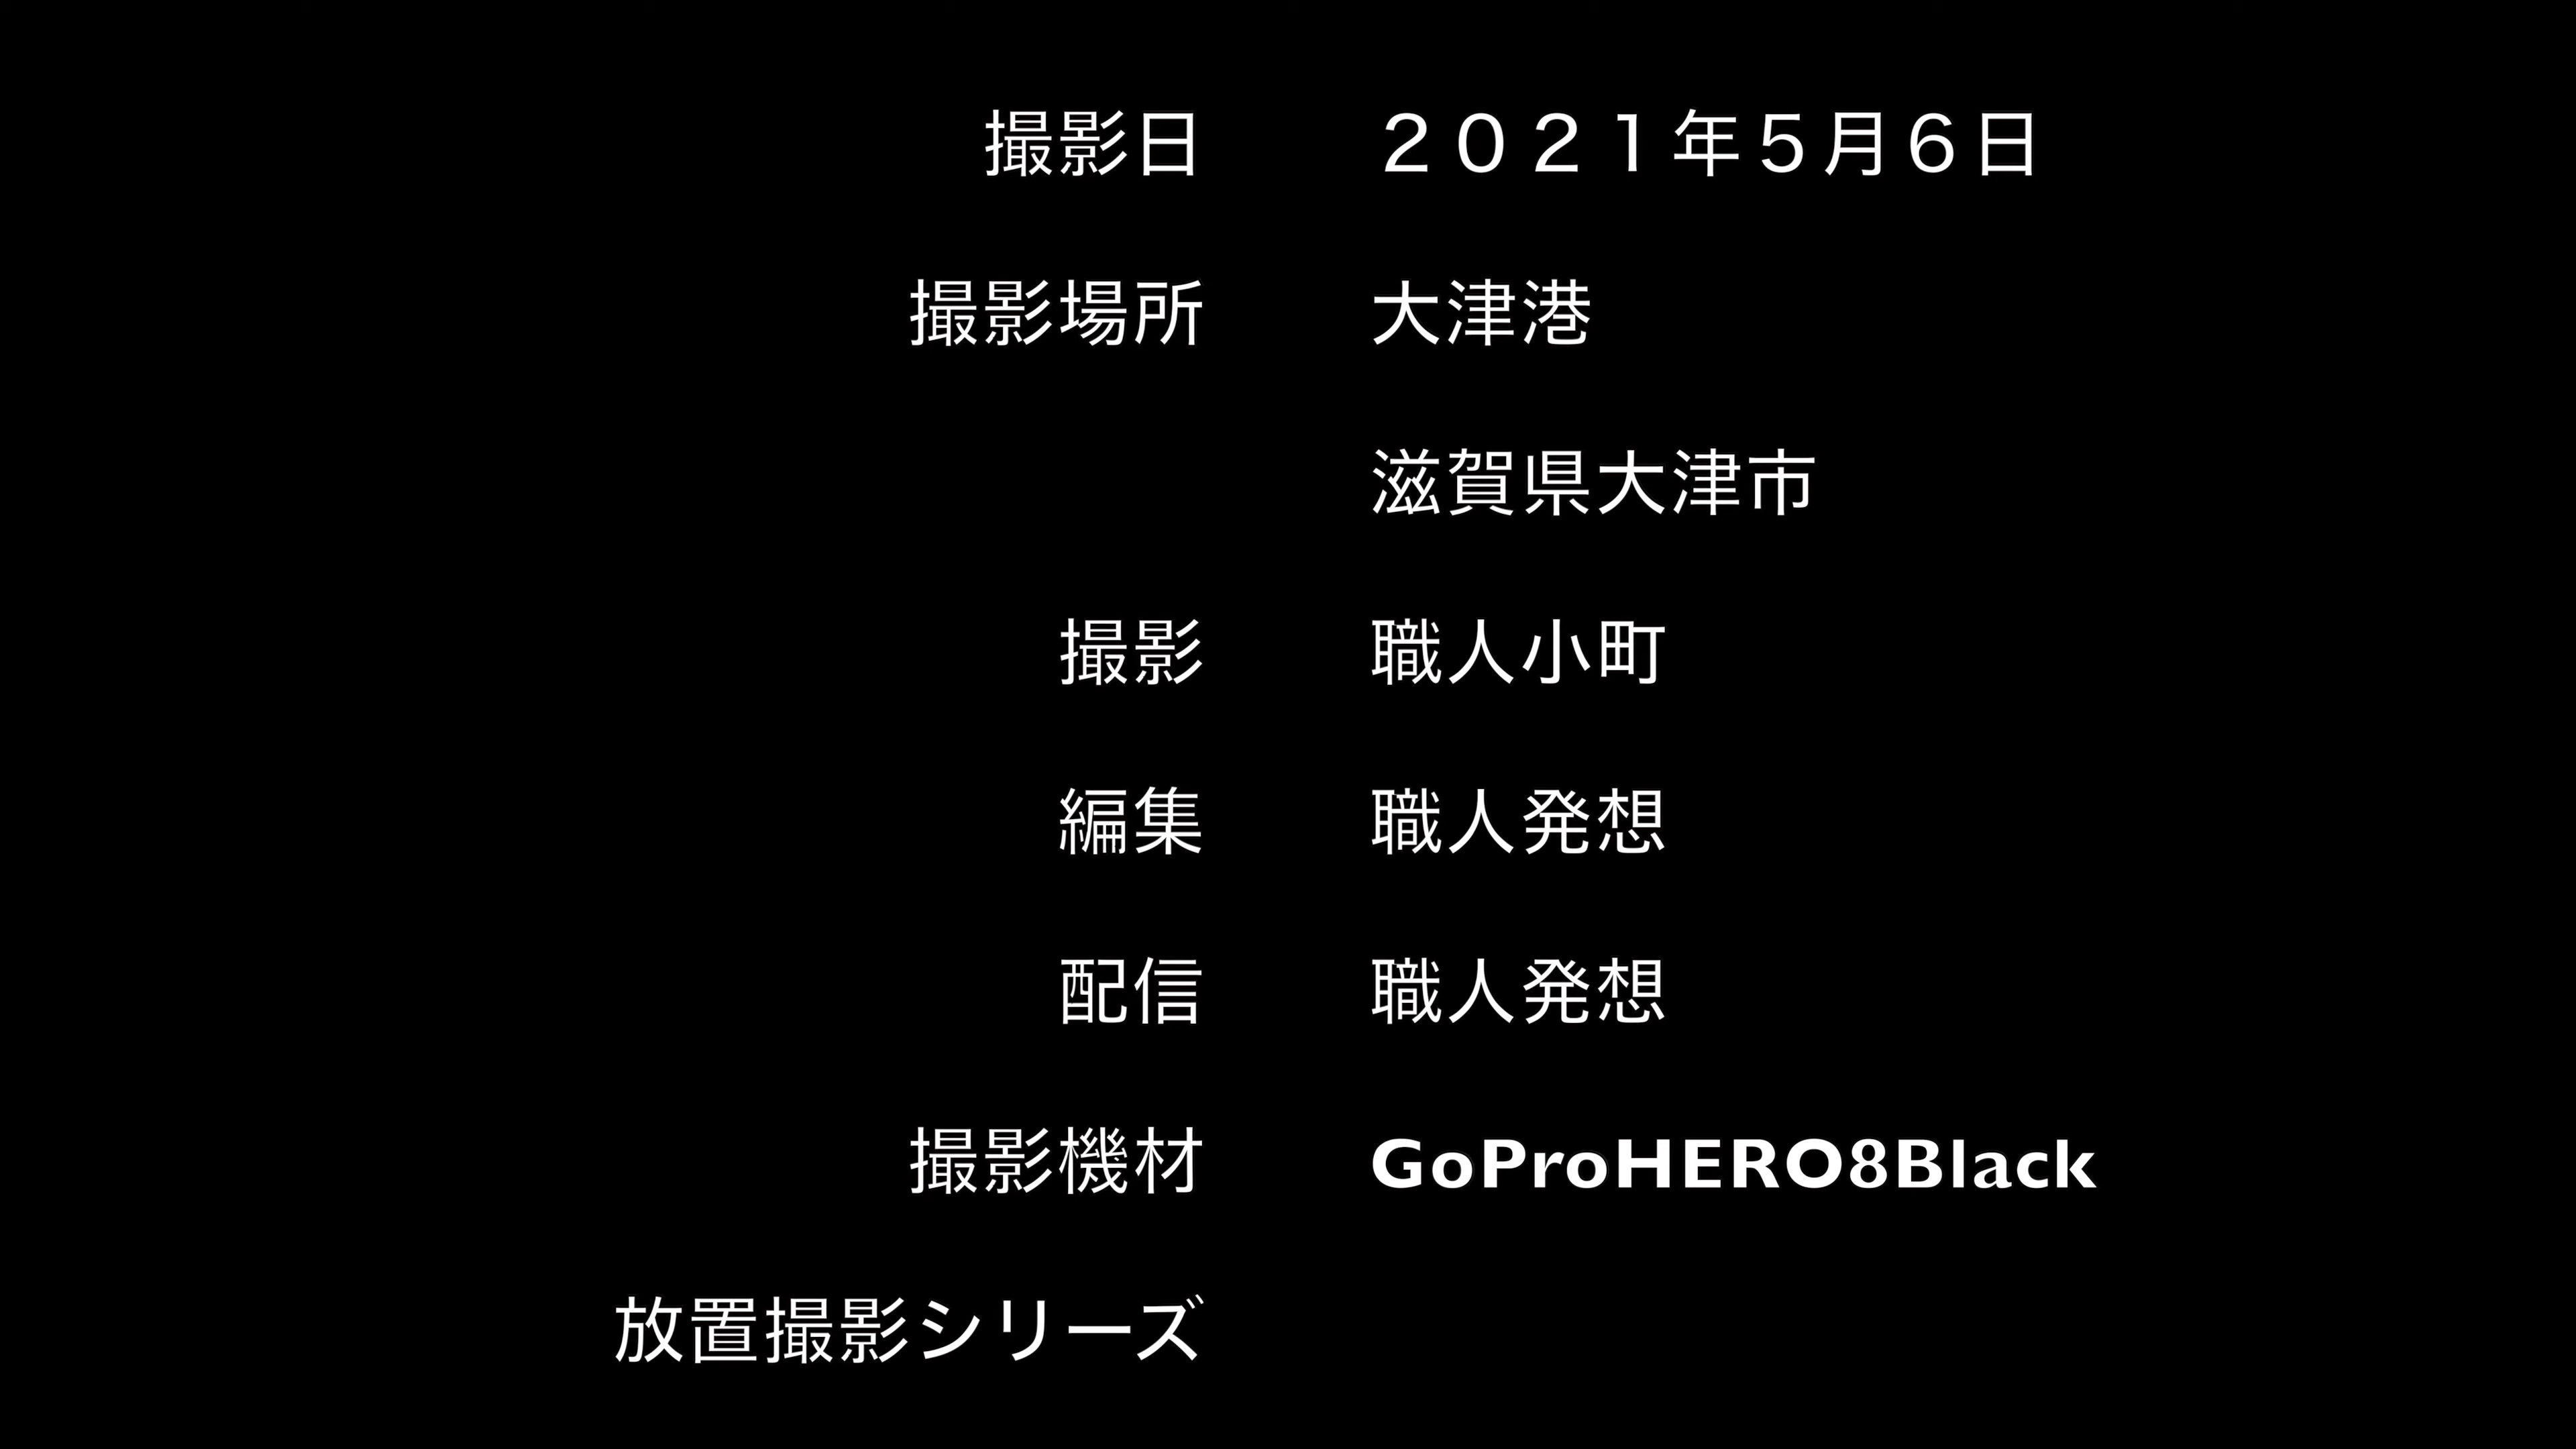 撮影日 ２０２１年５月６日
撮影場所 大津港
滋賀県大津市
撮影 職人小町
編集 職人発想
配信 職人発想
撮影機材 GoProHERO8Black
放置撮影シリーズ